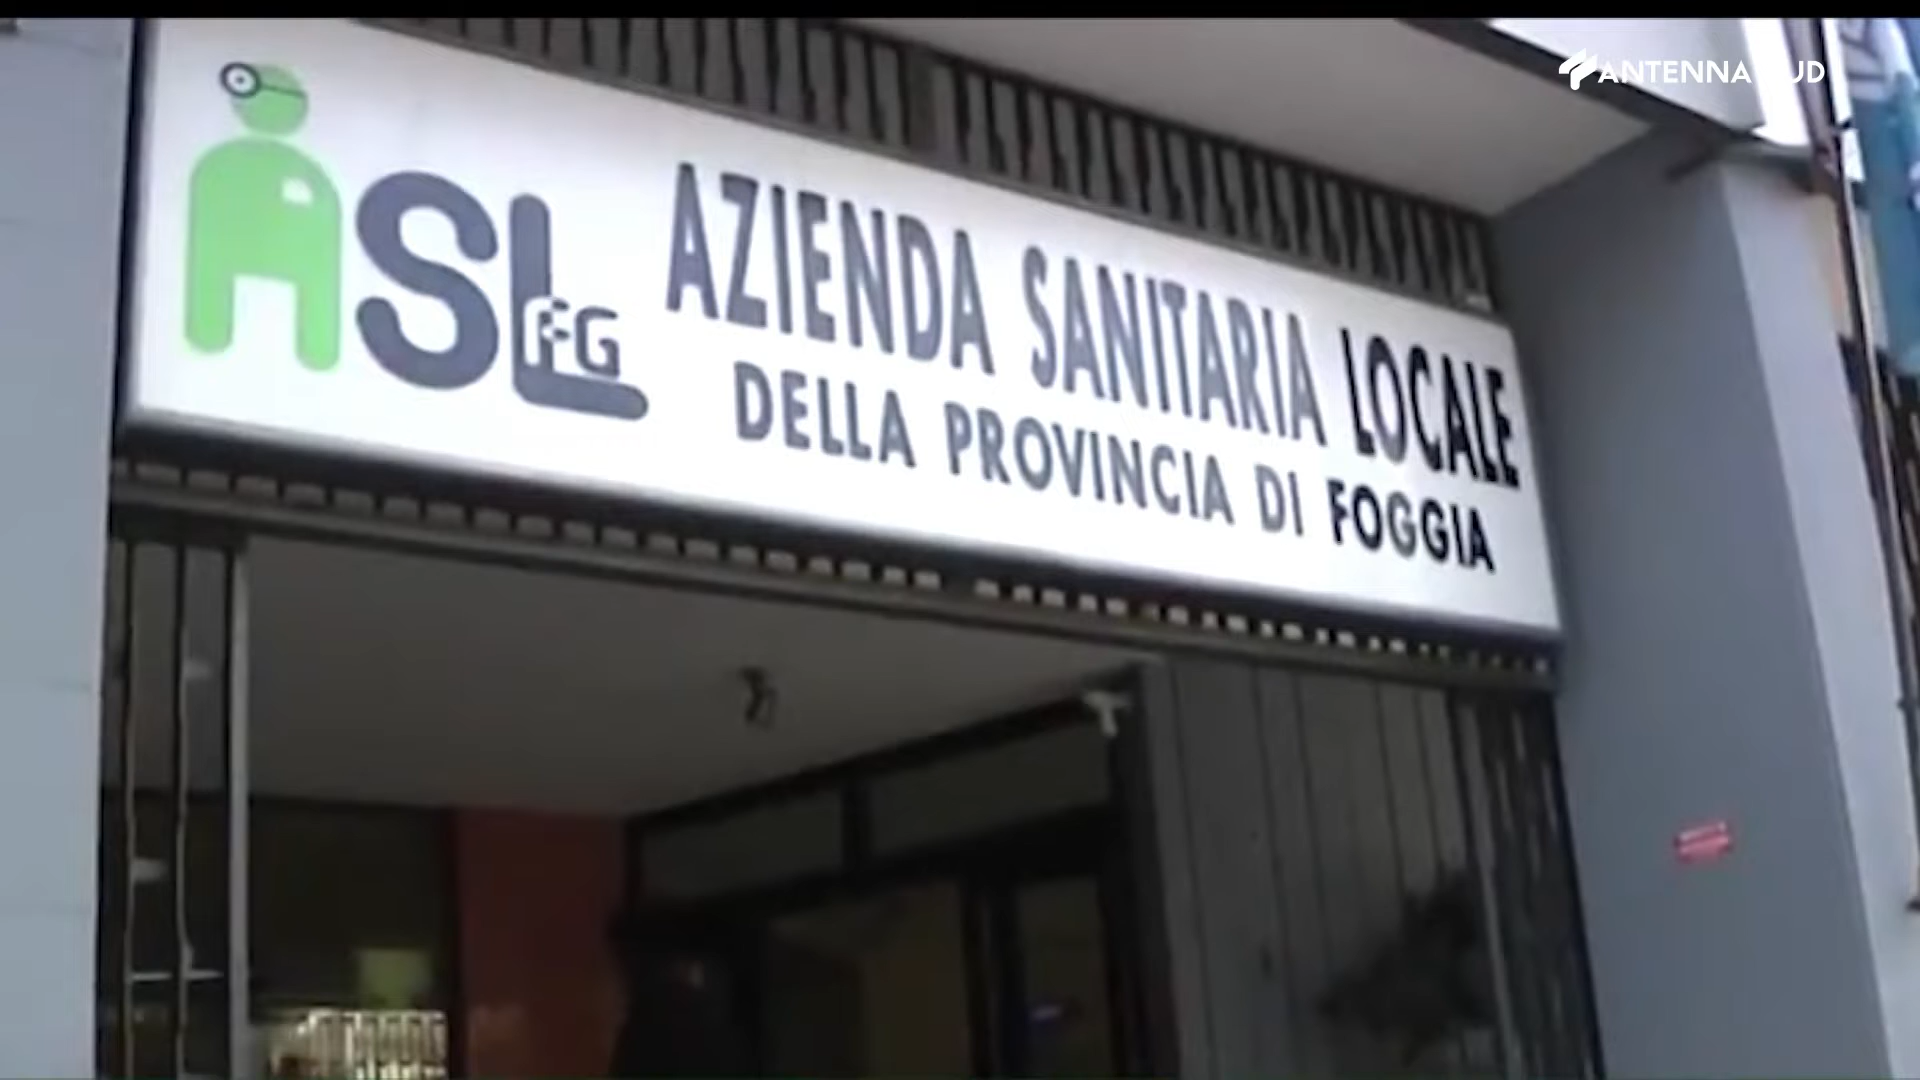 ANTENNA SUD
ASL FG
AZIENDA SANITARIA LOCALE
DELLA PROVINCIA DI FOGGIA